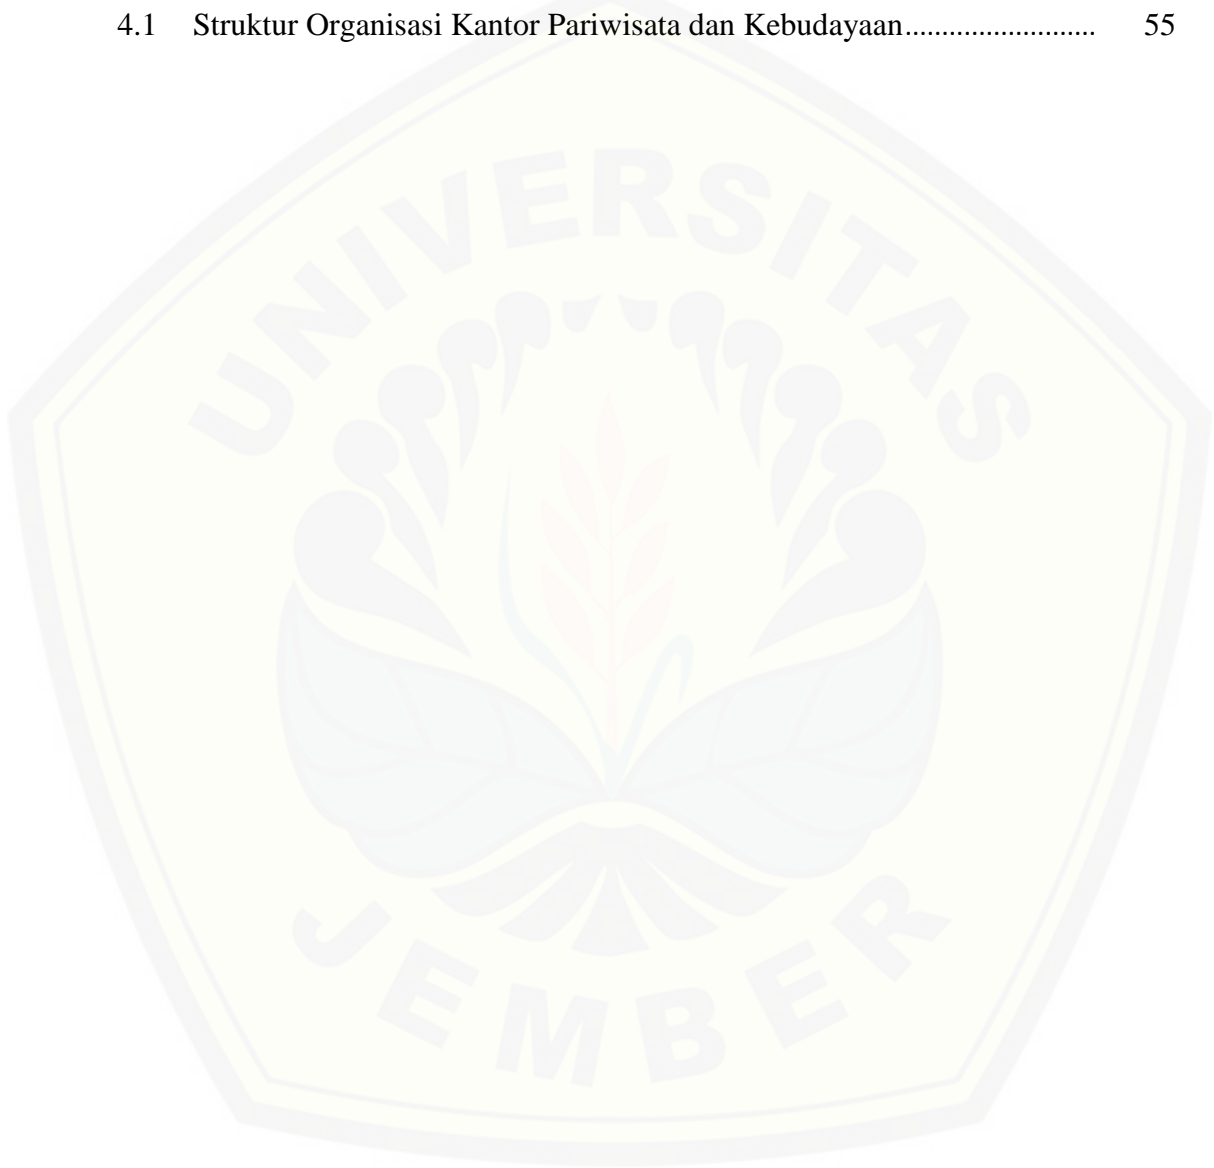 4.1 Struktur Organisasi Kantor Pariwisata dan Kebudayaan.......................... 55
UNIVERSITAS
JEMBER